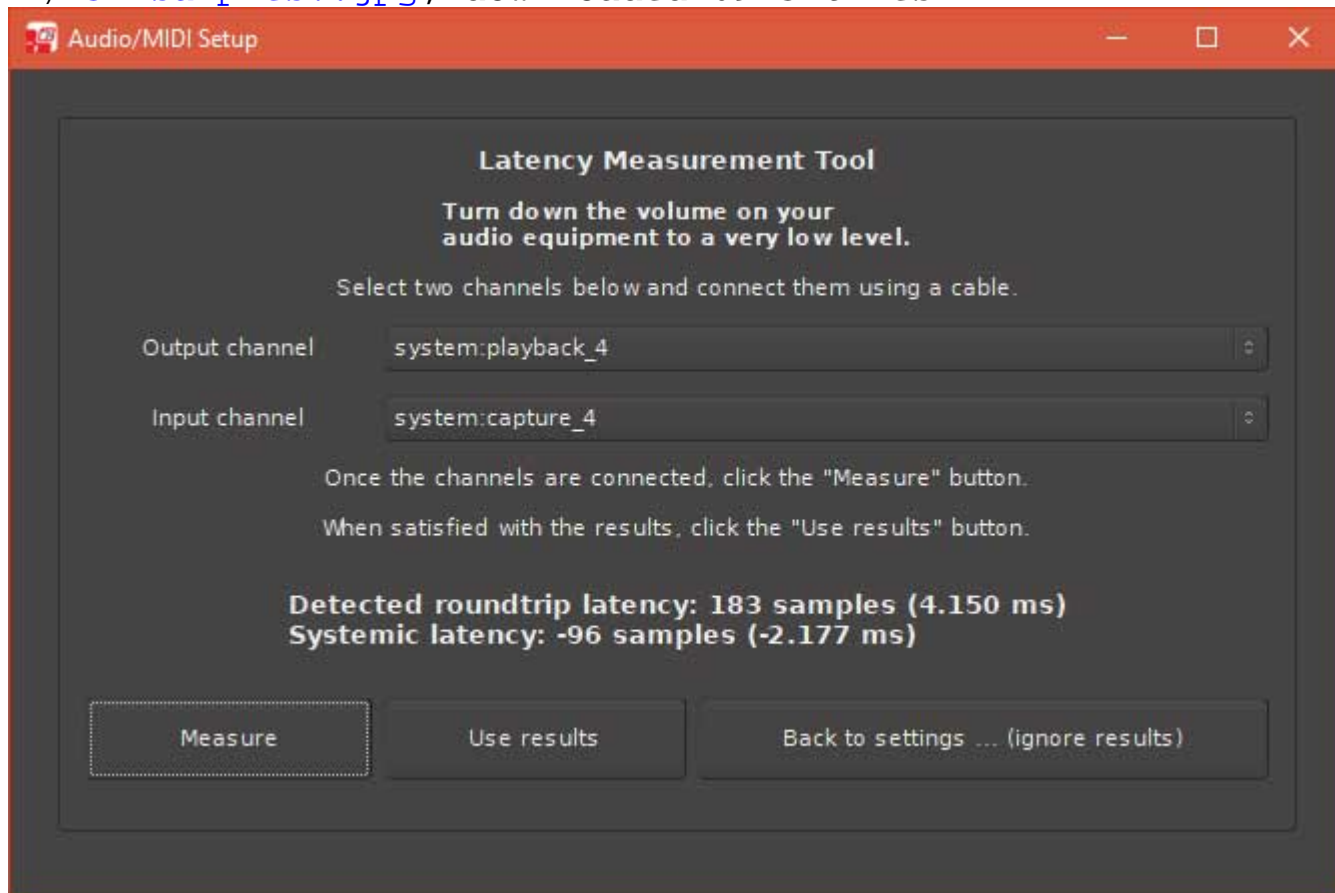 Audio/MIDI Setup
Latency Measurement Tool
Turn down the volume on your
audio equipment to a very low level.
Select two channels below and connect them using a cable.
Output channel system:playback_4
Input channel system:capture_4
Once the channels are connected, click the "Measure" button.
When satisfied with the results, click the "Use results" button.
Detected roundtrip latency: 183 samples (4.150 ms)
Systemic latency: -96 samples (-2.177 ms)
Measure Use results Back to settings ... (ignore results)